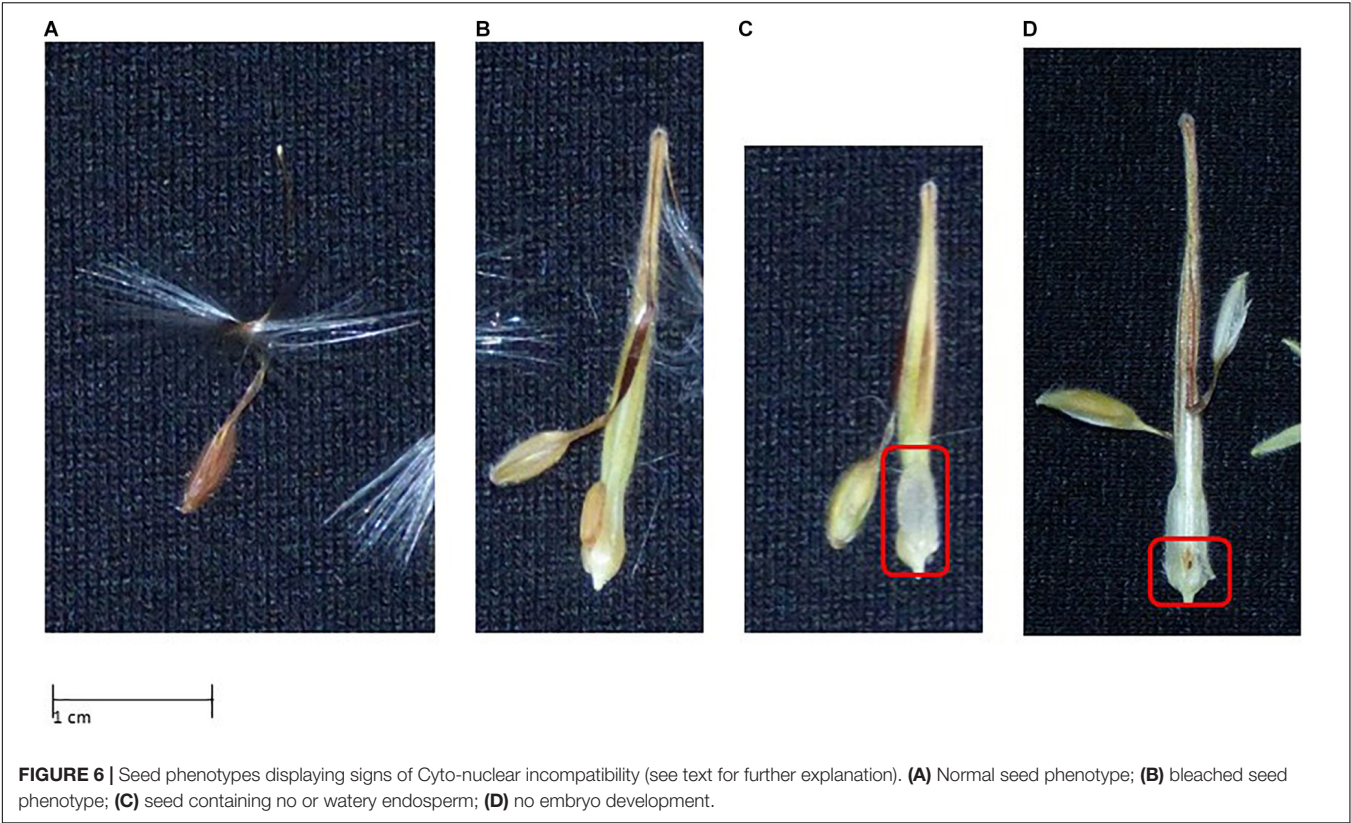 A
B
C
D
1 cm
FIGURE 6 | Seed phenotypes displaying signs of Cyto-nuclear incompatibility (see text for further explanation). (A) Normal seed phenotype; (B) bleached seed
phenotype; (C) seed containing no or watery endosperm; (D) no embryo development.